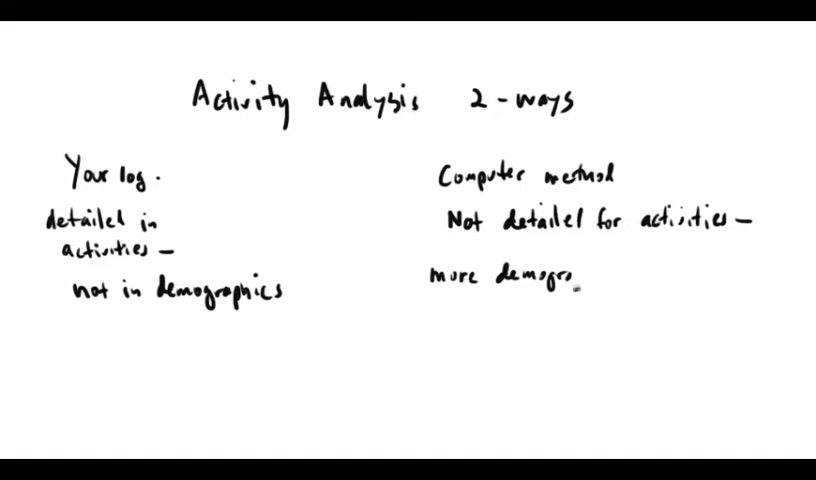 Activity Analysis 2-ways
Your log.
detailed in
activities -
not in demographics
Computer method
Not detailed for activities -
more demogra